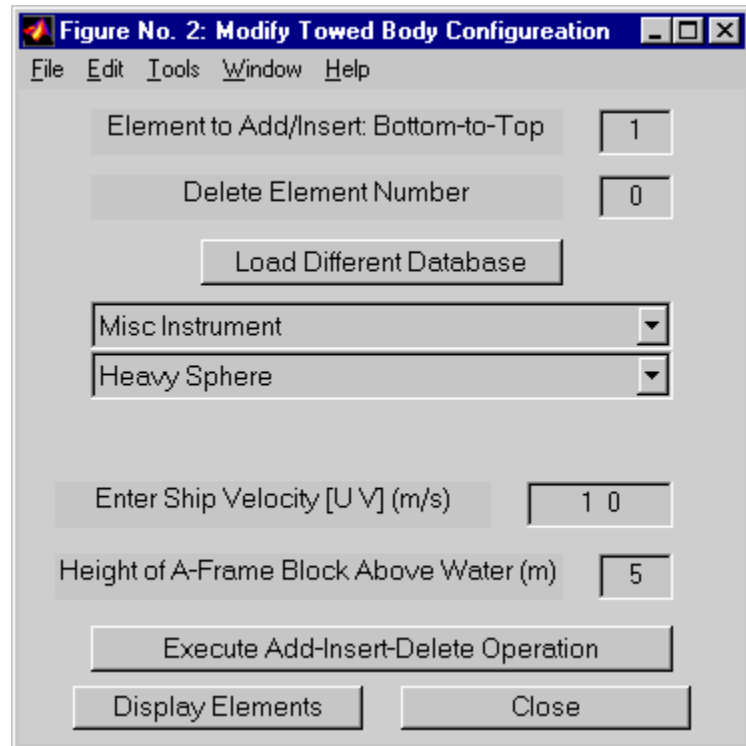 Figure No. 2: Modify Towed Body Configureation
File Edit Tools Window Help
Element to Add/Insert: Bottom-to-Top 1
Delete Element Number 0
Load Different Database
Misc Instrument
Heavy Sphere
Enter Ship Velocity [U V] (m/s) 1 0
Height of A-Frame Block Above Water (m) 5
Execute Add-Insert-Delete Operation
Display Elements Close